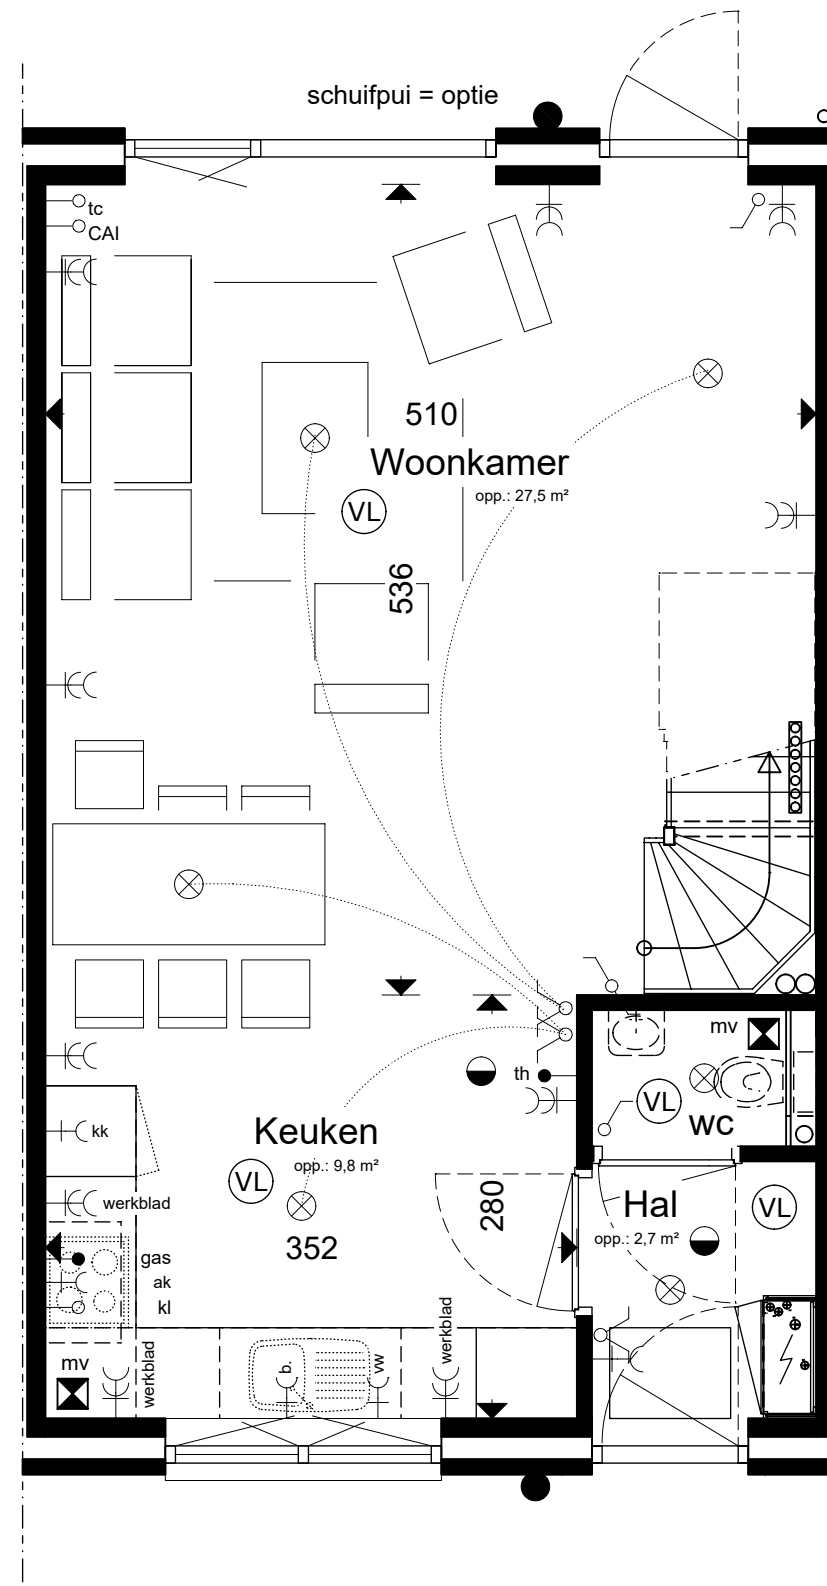 schuifpui = optie
tc
CAI
510
Woonkamer
opp.: 27,5 m²
VL
536
mv
th
VL
WC
Keuken
opp.: 9,8 m²
kk
VL
werkblad
280
Hal
opp.: 2,7 m²
VL
352
gas
ak
kl
mv
werkblad
b.
vw
werkblad